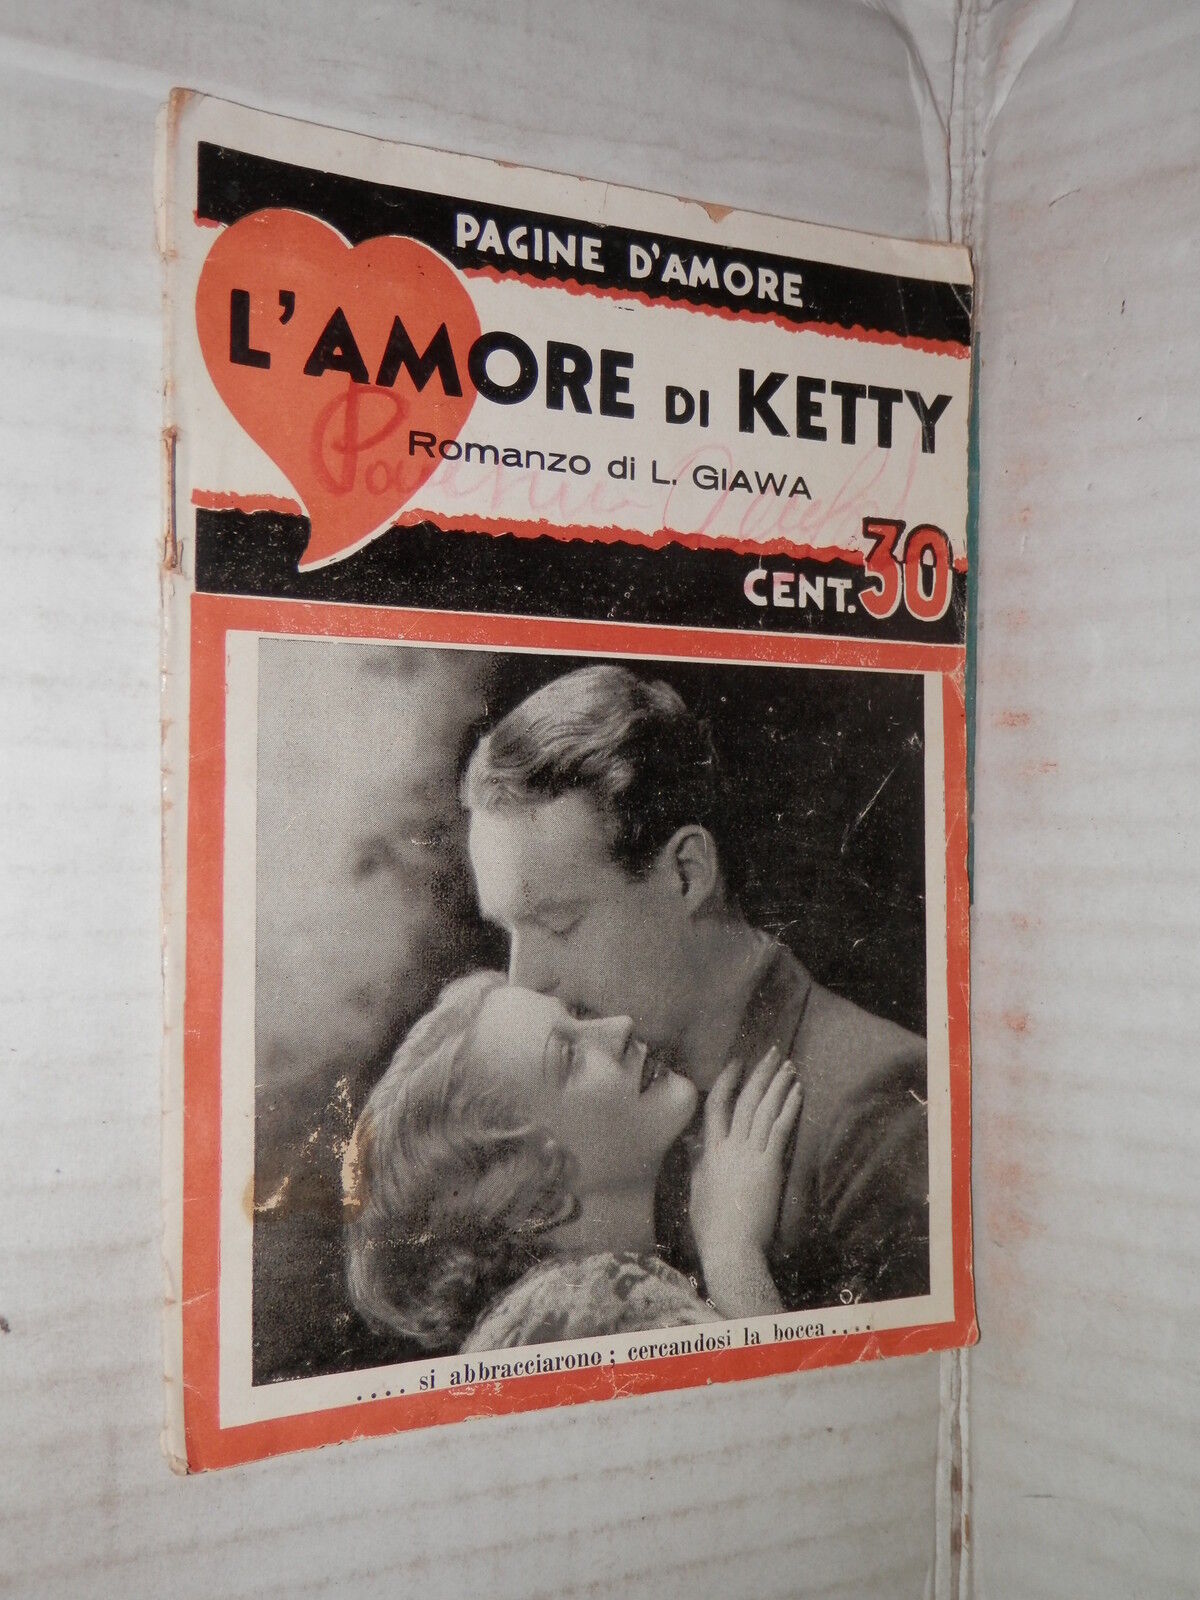 PAGINE D'AMORE
L'AMORE DI KETTY
Romanzo di L. GIAWA
CENT. 30
.... si abbracciarono; cercandosi la bocca ....